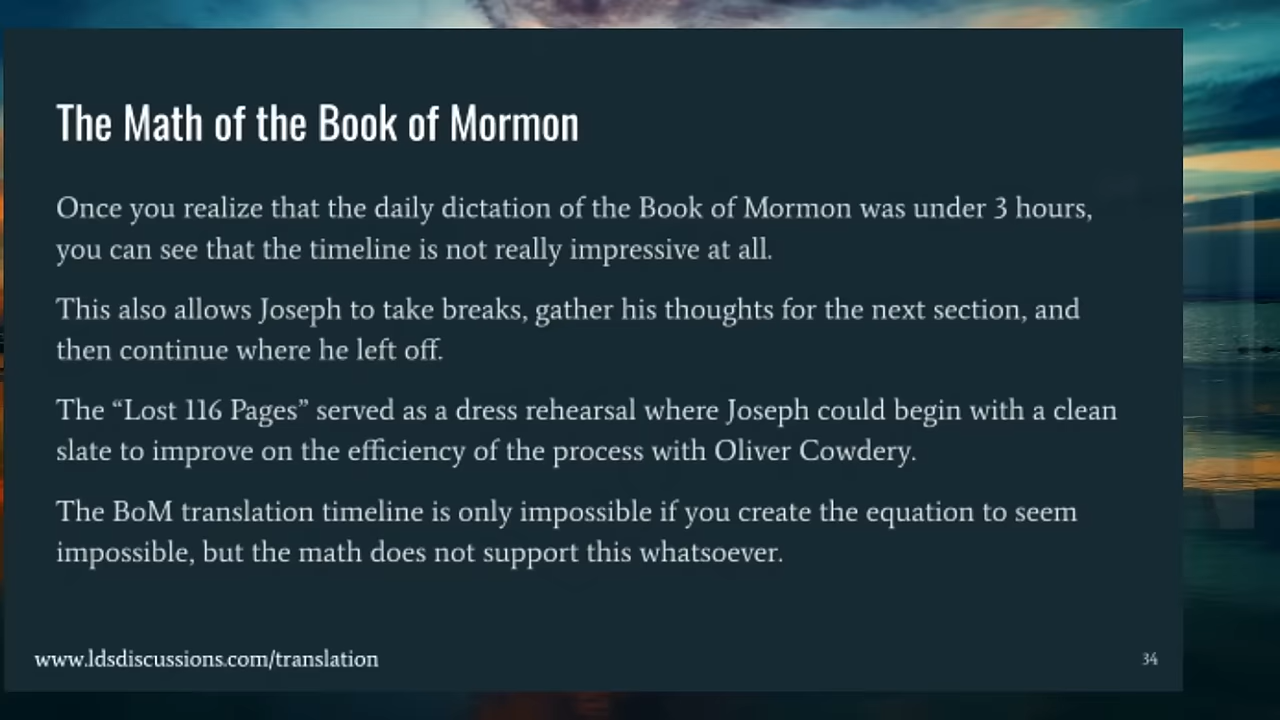 The Math of the Book of Mormon
Once you realize that the daily dictation of the Book of Mormon was under 3 hours,
you can see that the timeline is not really impressive at all.
This also allows Joseph to take breaks, gather his thoughts for the next section, and
then continue where he left off.
The “Lost 116 Pages” served as a dress rehearsal where Joseph could begin with a clean
slate to improve on the efficiency of the process with Oliver Cowdery.
The BoM translation timeline is only impossible if you create the equation to seem
impossible, but the math does not support this whatsoever.
www.ldsdiscussions.com/translation
34